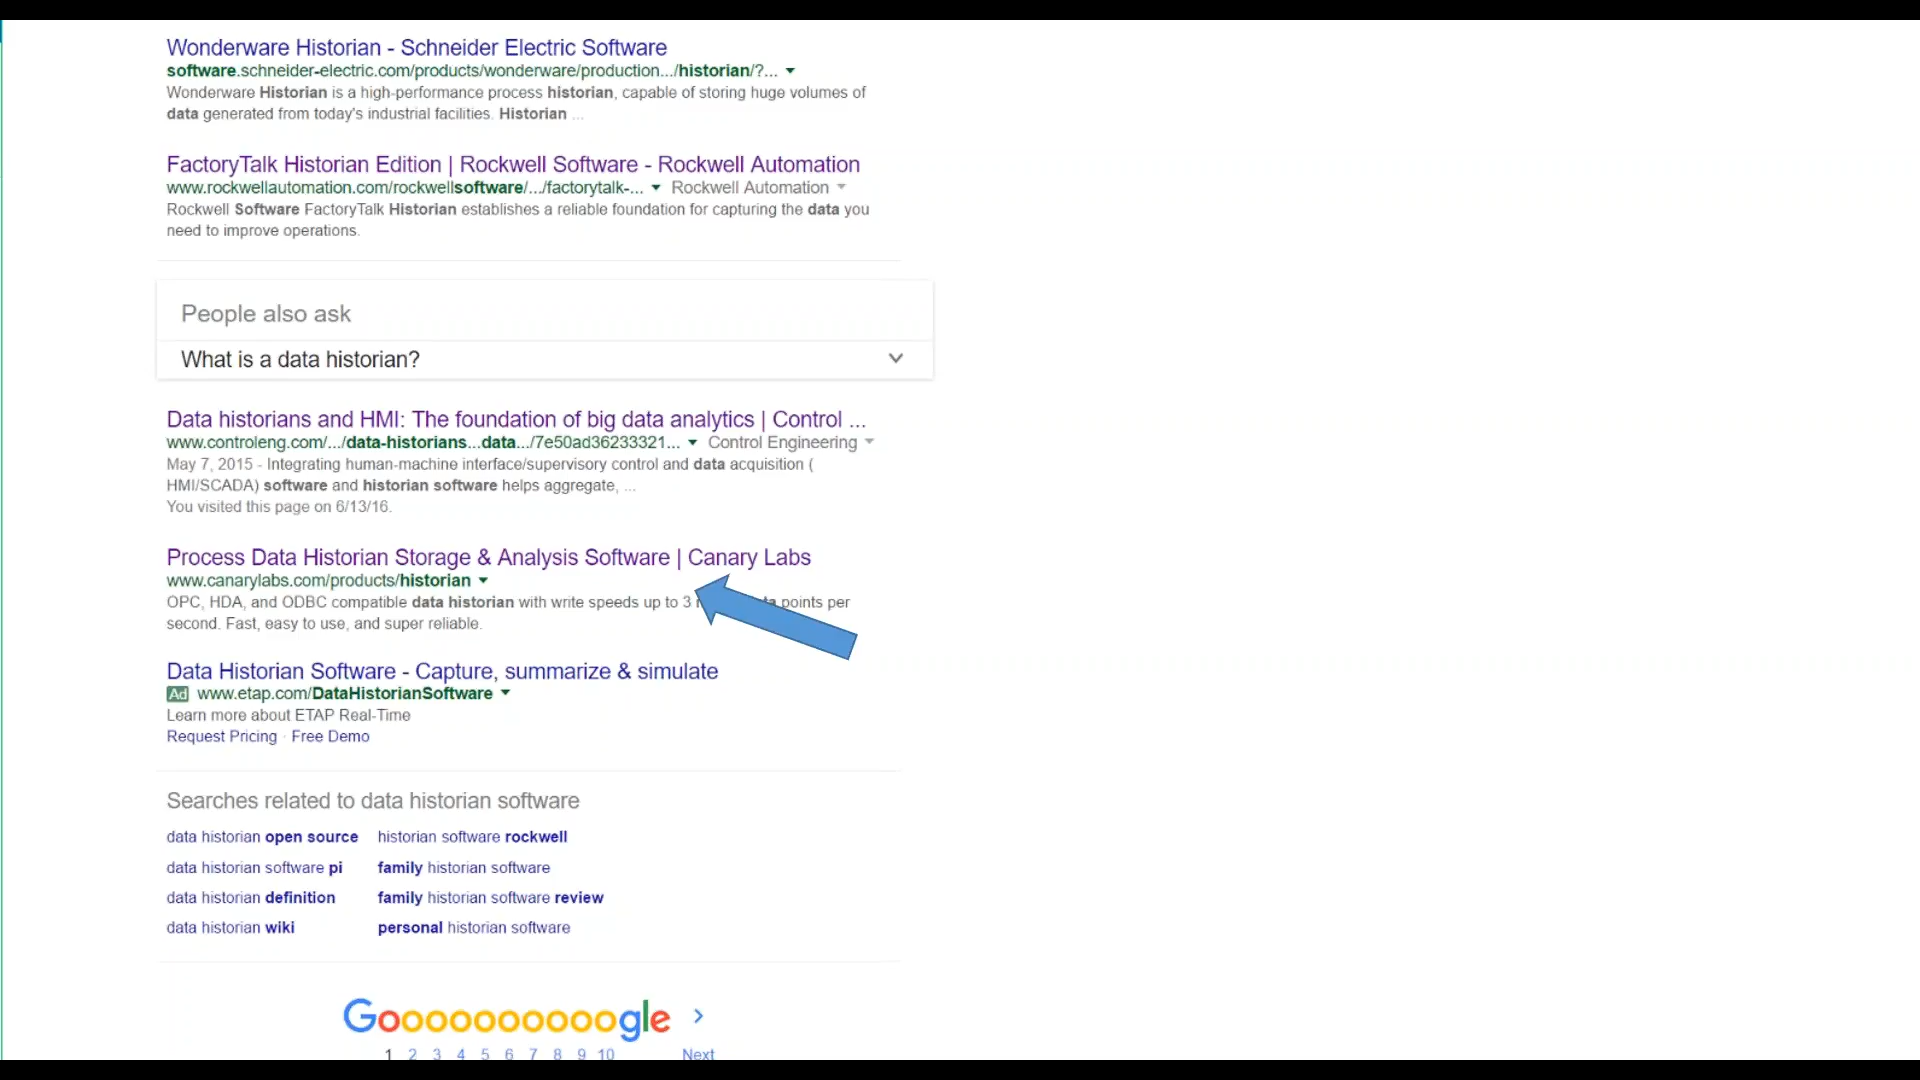 Wonderware Historian - Schneider Electric Software
software.schneider-electric.com/products/wonderware/production.../historian/?...
Wonderware Historian is a high-performance process historian, capable of storing huge volumes of
data generated from today's industrial facilities. Historian ...
FactoryTalk Historian Edition | Rockwell Software - Rockwell Automation
www.rockwellautomation.com/rockwellsoftware/.../factorytalk-... Rockwell Automation
Rockwell Software FactoryTalk Historian establishes a reliable foundation for capturing the data you
need to improve operations.
People also ask
What is a data historian?
Data historians and HMI: The foundation of big data analytics | Control ...
www.controleng.com/.../data-historians...data.../7e50ad36233321... Control Engineering
May 7, 2015 - Integrating human-machine interface/supervisory control and data acquisition (
HMI/SCADA) software and historian software helps aggregate, ...
You visited this page on 6/13/16.
Process Data Historian Storage & Analysis Software | Canary Labs
www.canarylabs.com/products/historian
OPC, HDA, and ODBC compatible data historian with write speeds up to 3 points per
second. Fast, easy to use, and super reliable.
Data Historian Software - Capture, summarize & simulate
Ad www.etap.com/DataHistorianSoftware
Learn more about ETAP Real-Time
Request Pricing · Free Demo
Searches related to data historian software
data historian open source historian software rockwell
data historian software pi family historian software
data historian definition family historian software review
data historian wiki personal historian software
Goooooooooogle >
1 2 3 4 5 6 7 8 9 10 Next